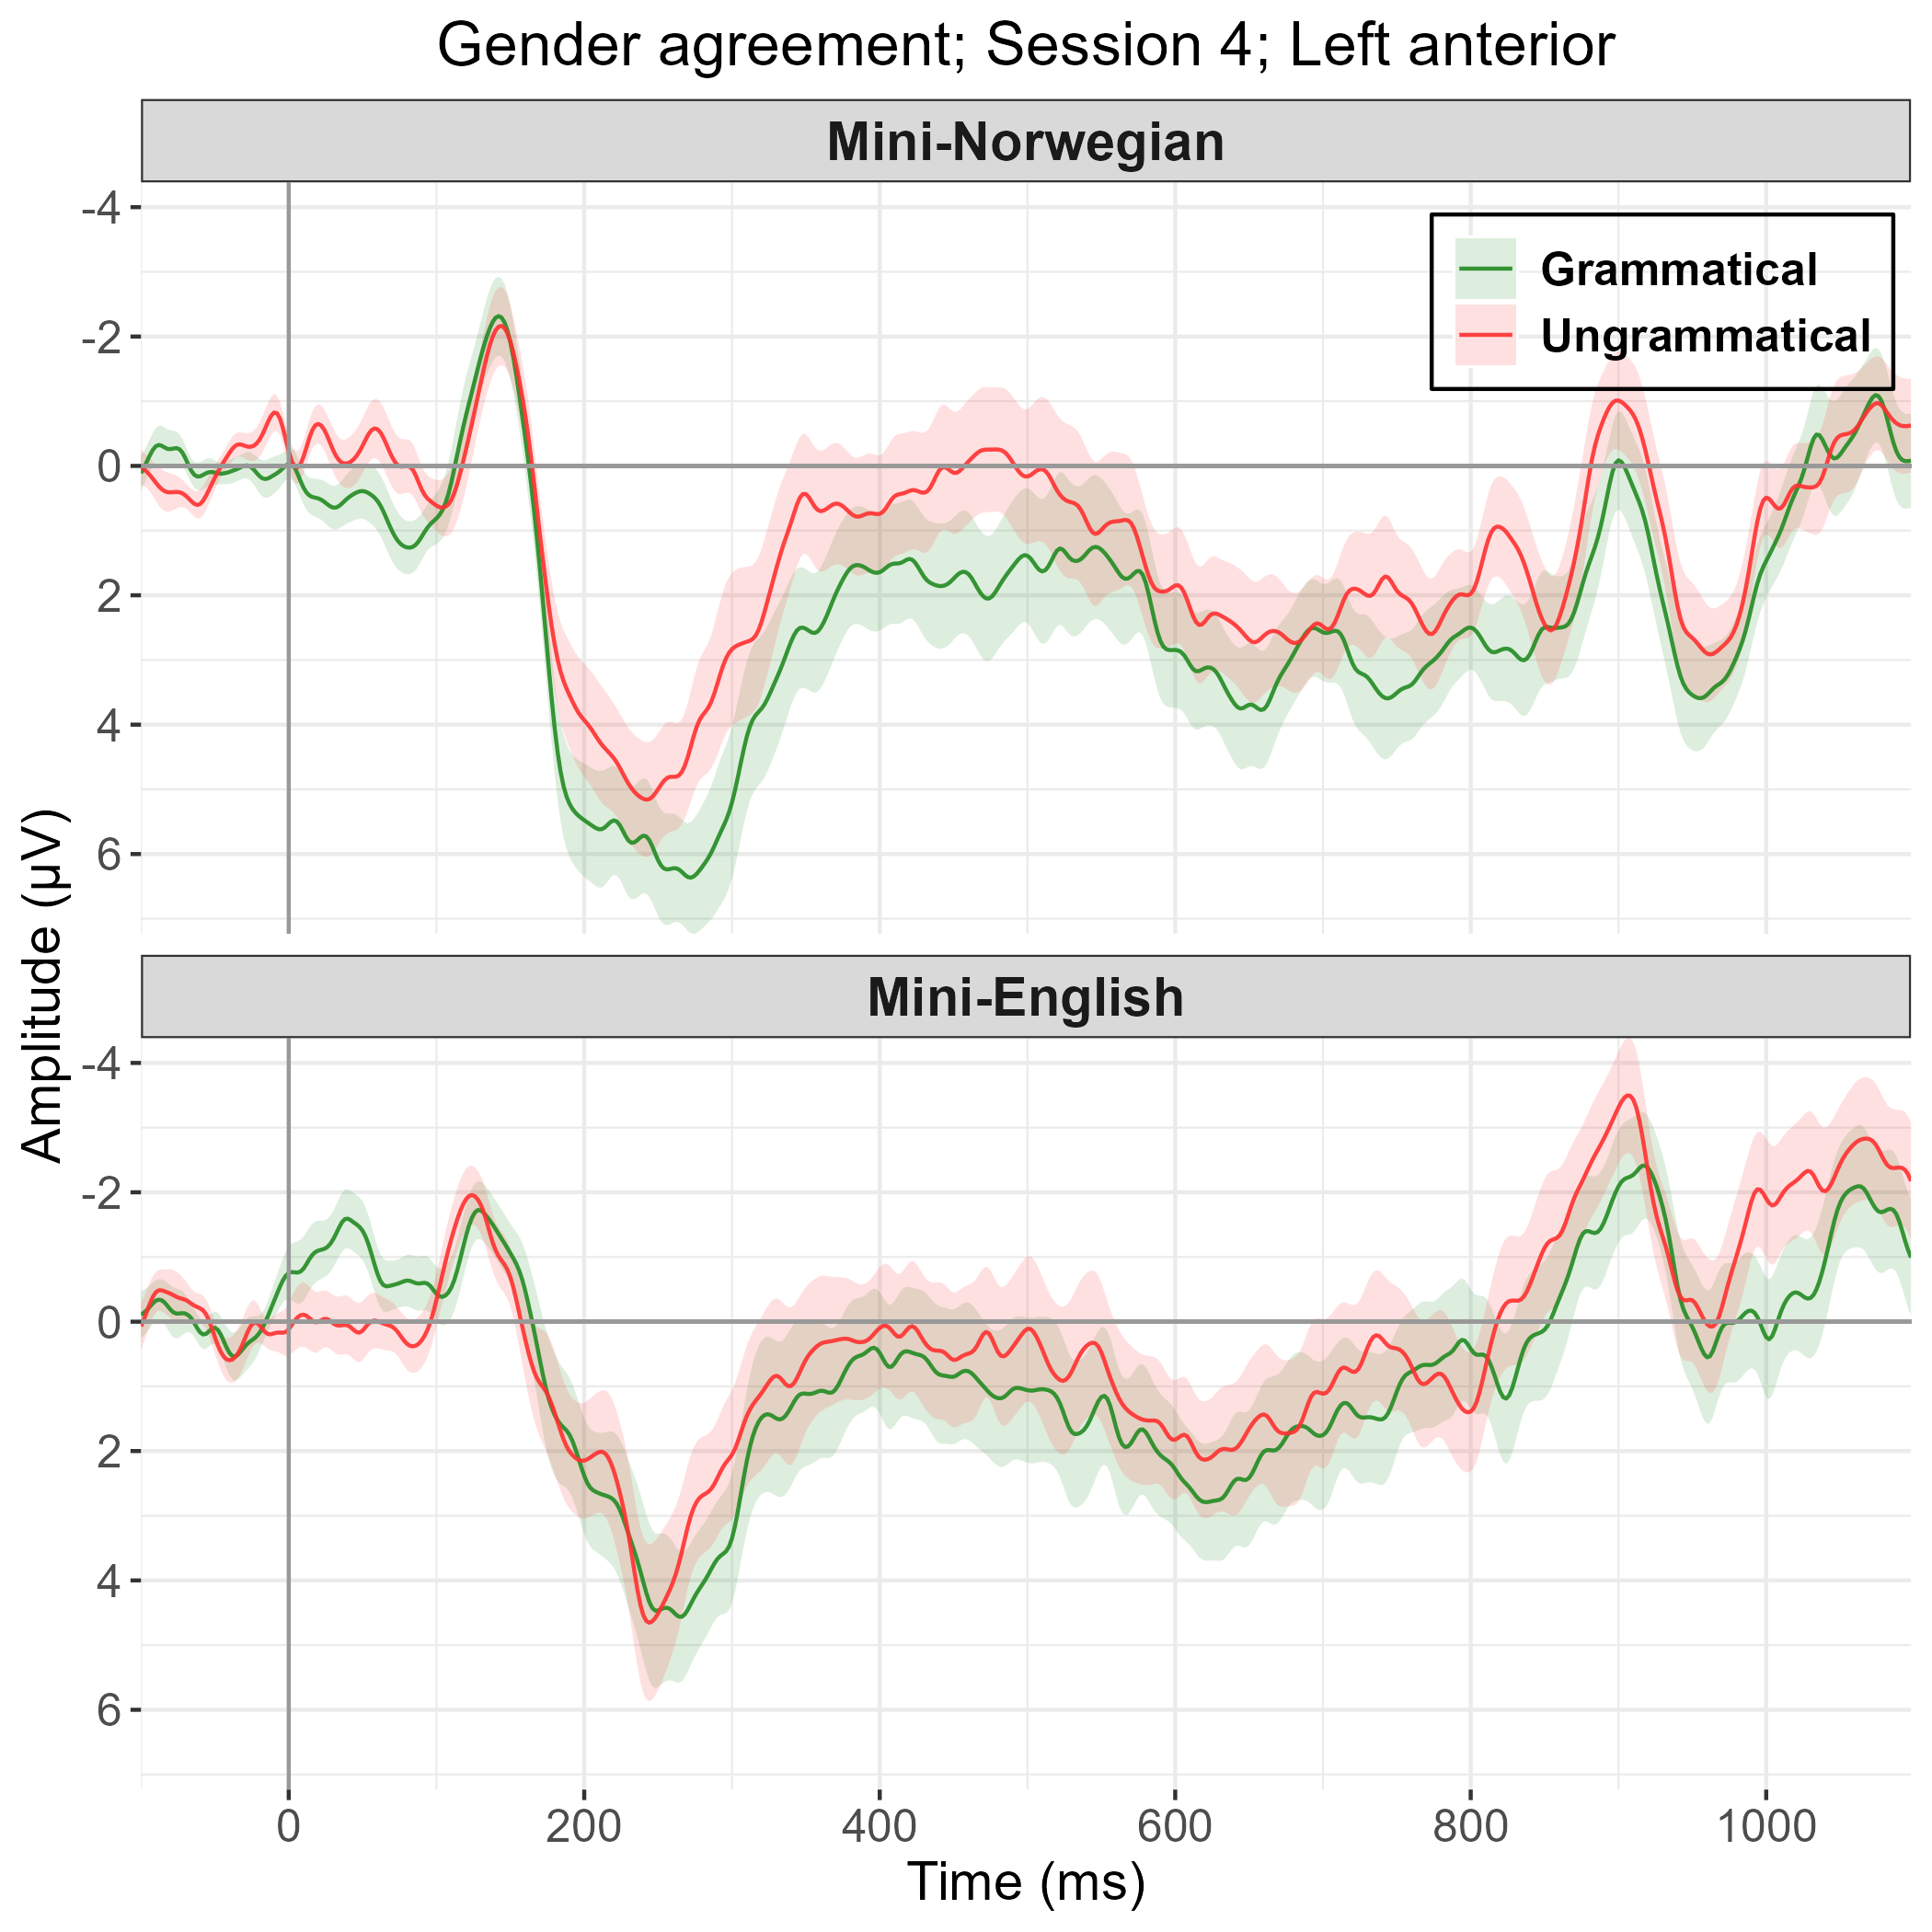 Gender agreement; Session 4; Left anterior
Mini-Norwegian
-4
-2
0
2
4
6
Grammatical
Ungrammatical
Amplitude (µV)
Mini-English
-4
-2
0
2
4
6
0 200 400 600 800 1000
Time (ms)